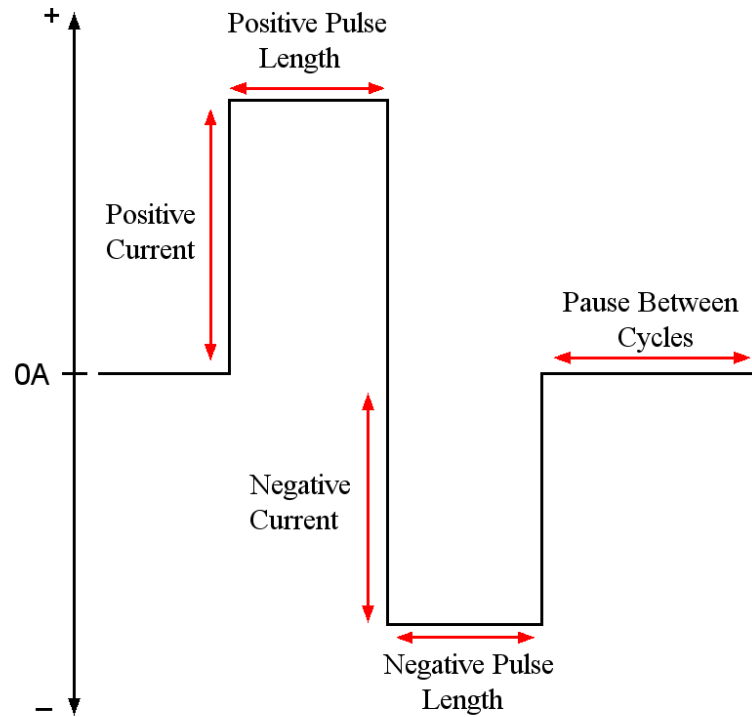 +
Positive Pulse
Length
Positive
Current
Pause Between
Cycles
0A
Negative
Current
Negative Pulse
Length
−